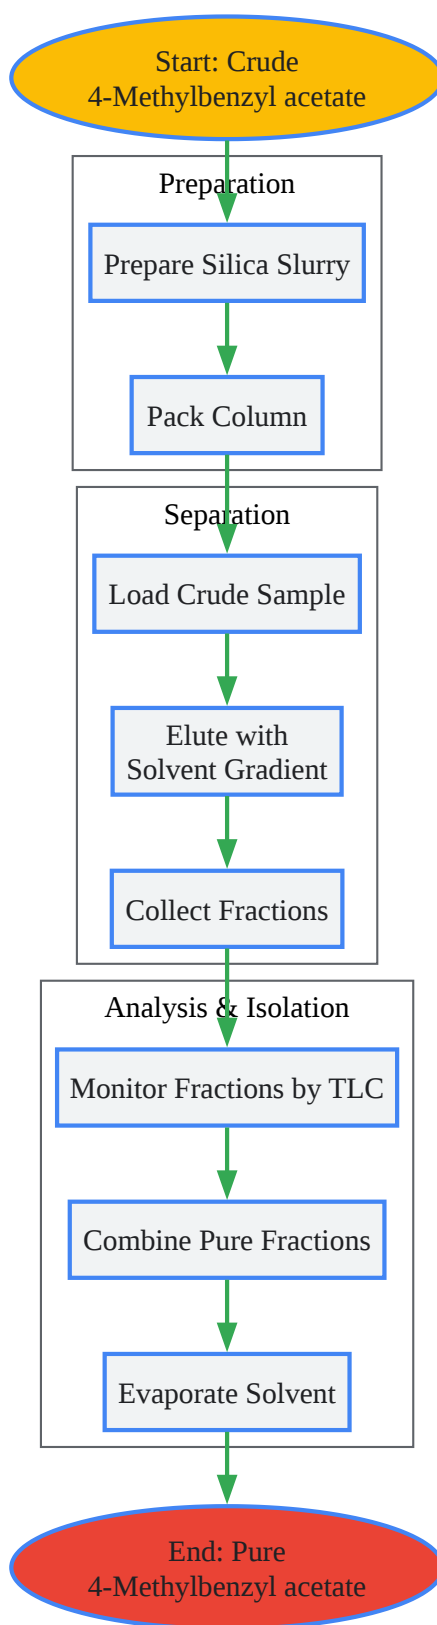 Start: Crude
4-Methylbenzyl acetate
Preparation
Prepare Silica Slurry
Pack Column
Separation
Load Crude Sample
Elute with
Solvent Gradient
Collect Fractions
Analysis & Isolation
Monitor Fractions by TLC
Combine Pure Fractions
Evaporate Solvent
End: Pure
4-Methylbenzyl acetate